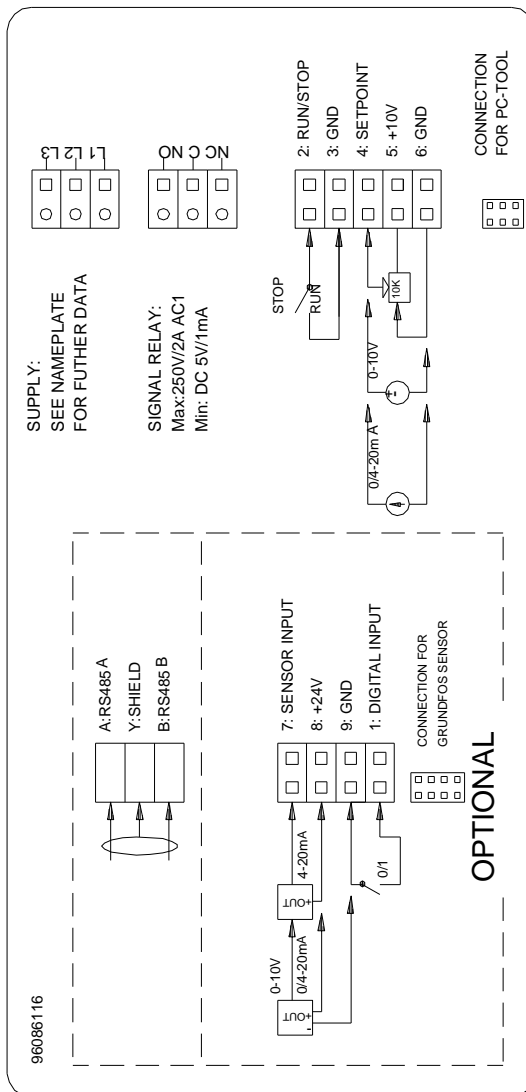 SUPPLY:
SEE NAMEPLATE
FOR FUTHER DATA
L1 L2 L3
SIGNAL RELAY:
Max:250V/2A AC1
Min: DC 5V/1mA
NC C NO
STOP
RUN
2: RUN/STOP
3: GND
4: SETPOINT
5: +10V
6: GND
0/4-20m A
0-10V
+
-
10K
CONNECTION
FOR PC-TOOL
96086116
A:RS485 A
Y:SHIELD
B:RS485 B
7: SENSOR INPUT
8: +24V
9: GND
1: DIGITAL INPUT
0-10V
0/4-20mA
4-20mA
+OUT
-
+OUT
0/1
CONNECTION FOR
GRUNDFOS SENSOR
OPTIONAL